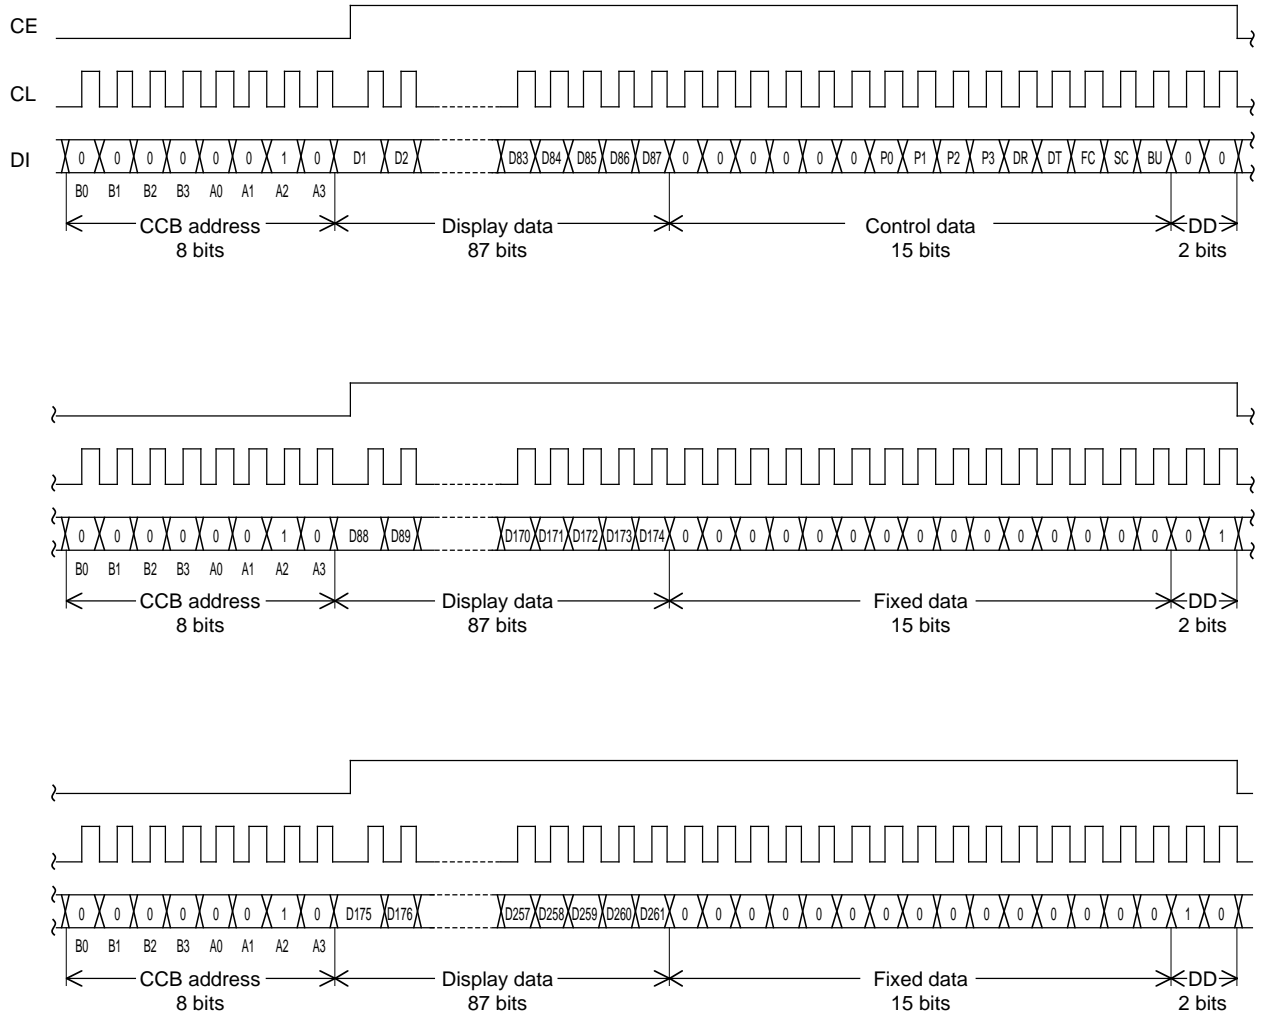 CE
CL
DI 0 0 0 0 0 0 1 0 D1 D2 D83 D84 D85 D86 D87 0 0 0 0 0 0 P0 P1 P2 P3 DR DT FC SC BU 0 0
B0 B1 B2 B3 A0 A1 A2 A3
CCB address Display data Control data DD
8 bits 87 bits 15 bits 2 bits
0 0 0 0 0 0 1 0 D88 D89 D170 D171 D172 D173 D174 0 0 0 0 0 0 0 0 0 0 0 0 0 0 0 0 1
B0 B1 B2 B3 A0 A1 A2 A3
CCB address Display data Fixed data DD
8 bits 87 bits 15 bits 2 bits
0 0 0 0 0 0 1 0 D175 D176 D257 D258 D259 D260 D261 0 0 0 0 0 0 0 0 0 0 0 0 0 0 0 1 0
B0 B1 B2 B3 A0 A1 A2 A3
CCB address Display data Fixed data DD
8 bits 87 bits 15 bits 2 bits